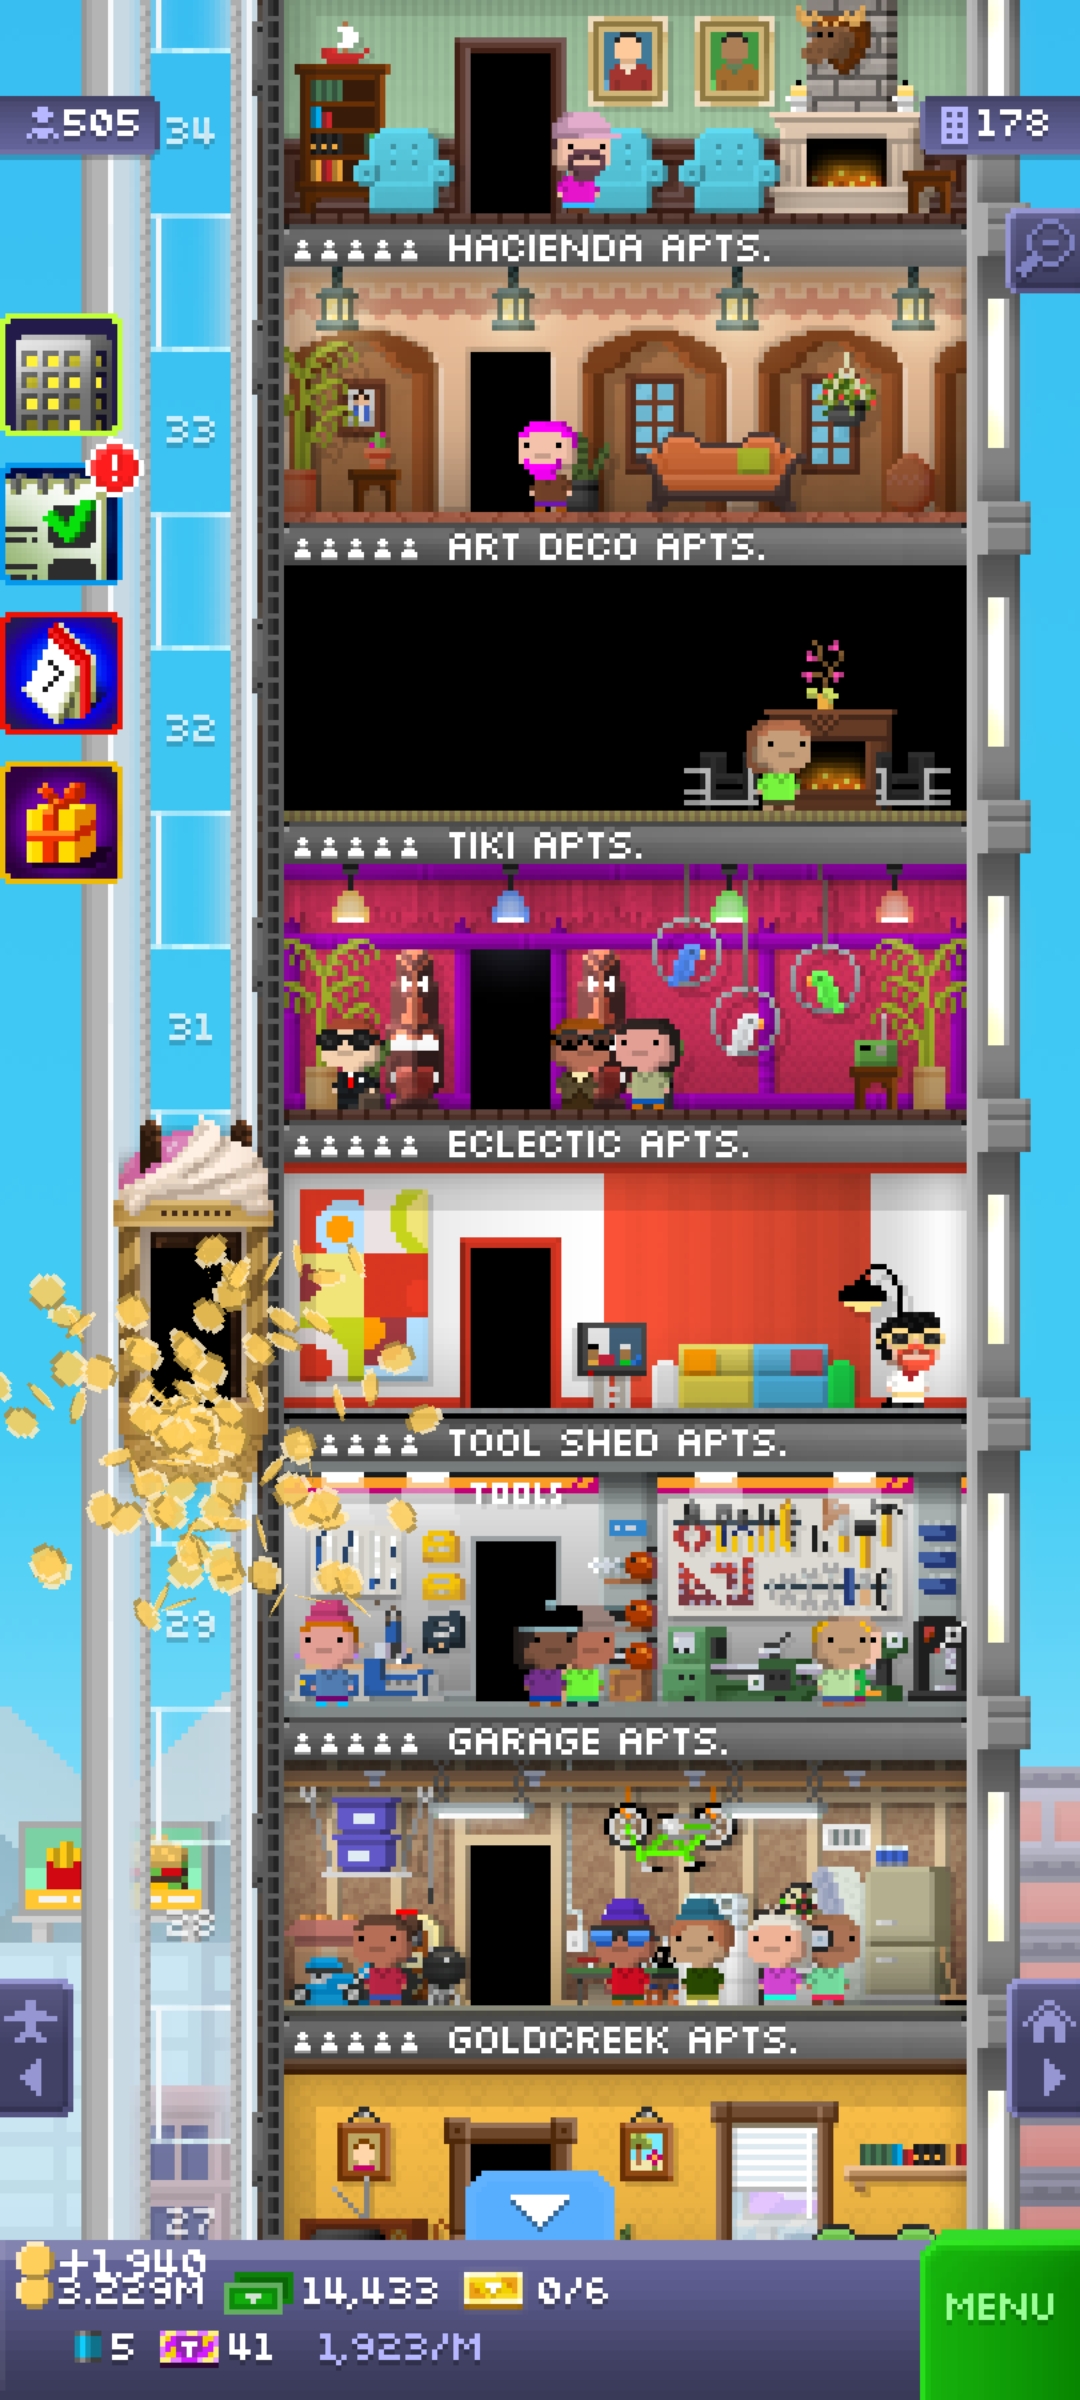 505
34
178
HACIENDA APTS.
33
ART DECO APTS.
32
TIKI APTS.
31
ECLECTIC APTS.
TOOL SHED APTS.
TOOLS
29
GARAGE APTS.
28
GOLDCREEK APTS.
27
+1,940
3.229M 14,433 0/6
MENU
5 T 41 1,923/M